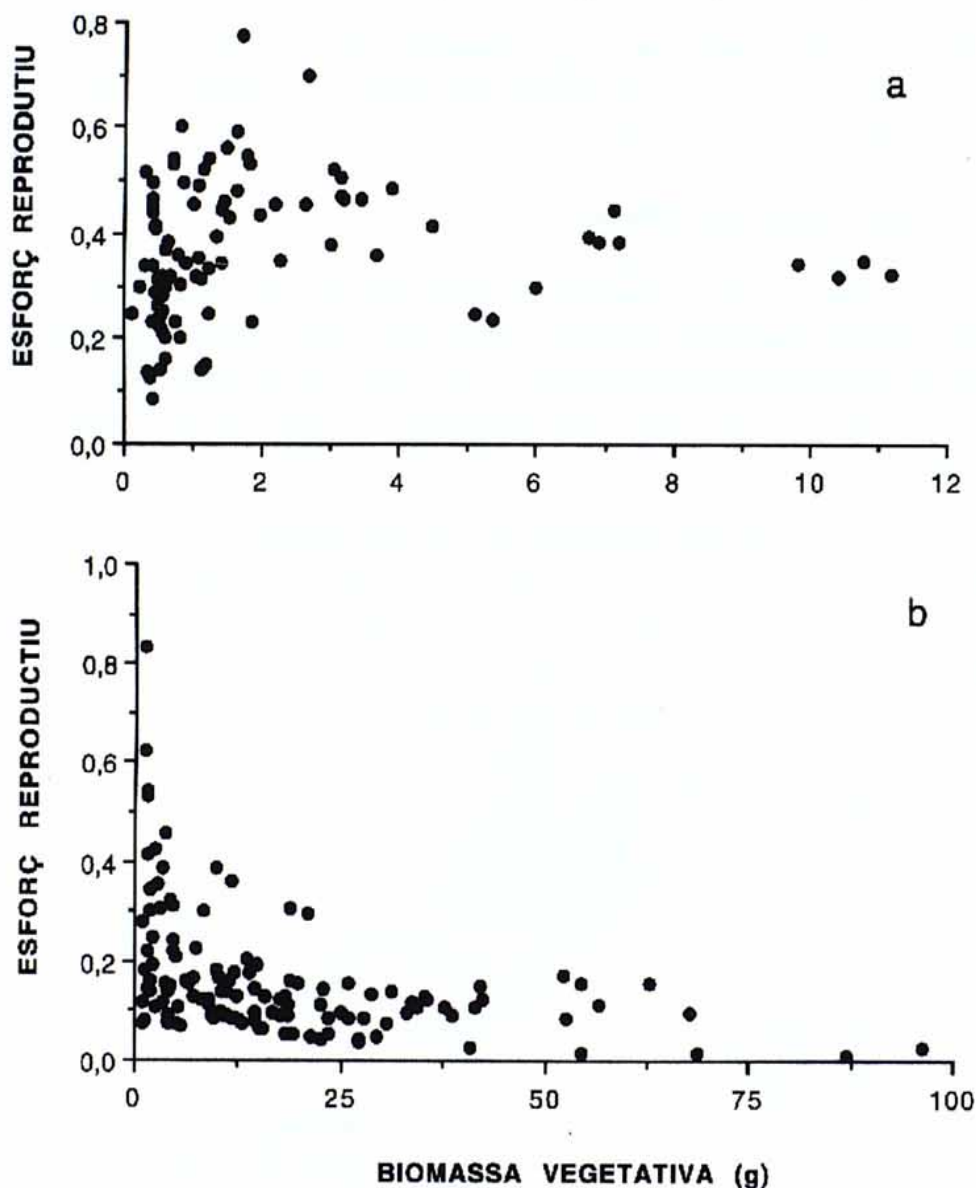 0,8
a
0,6
0,4
0,2
0,0
ESFORÇ REPRODUTIU
0 2 4 6 8 10 12
1,0
b
0,8
0,6
0,4
0,2
0,0
ESFORÇ REPRODUCTIU
0 25 50 75 100
BIOMASSA VEGETATIVA (g)